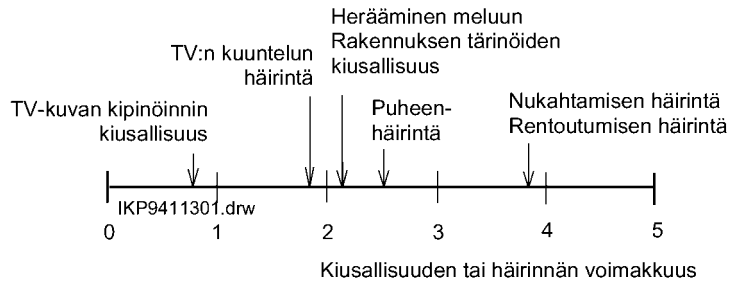 Herääminen meluun
Rakennuksen tärinöiden
kiusallisuus
TV:n kuuntelun
häirintä
TV-kuvan kipinöinnin
kiusallisuus
Puheen-
häirintä
Nukahtamisen häirintä
Rentoutumisen häirintä
IKP9411301.drw
0 1 2 3 4 5
Kiusallisuuden tai häirinnän voimakkuus